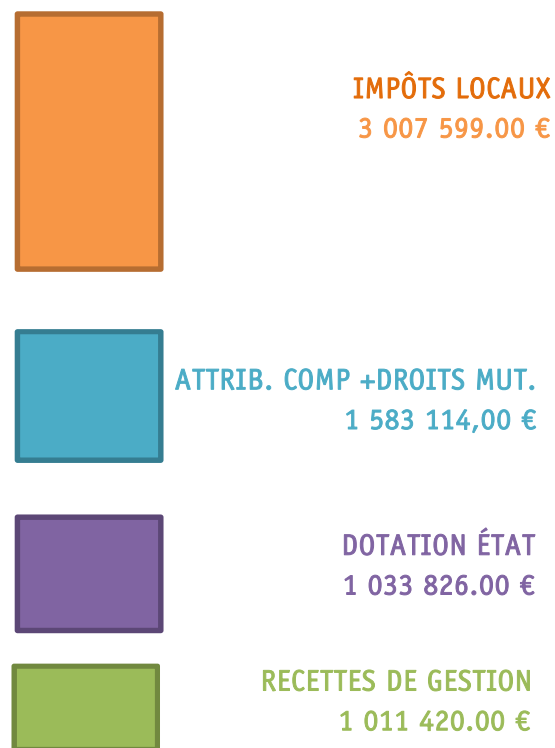 IMPÔTS LOCAUX
3 007 599.00 €
ATTRIB. COMP +DROITS MUT.
1 583 114,00 €
DOTATION ÉTAT
1 033 826.00 €
RECETTES DE GESTION
1 011 420.00 €